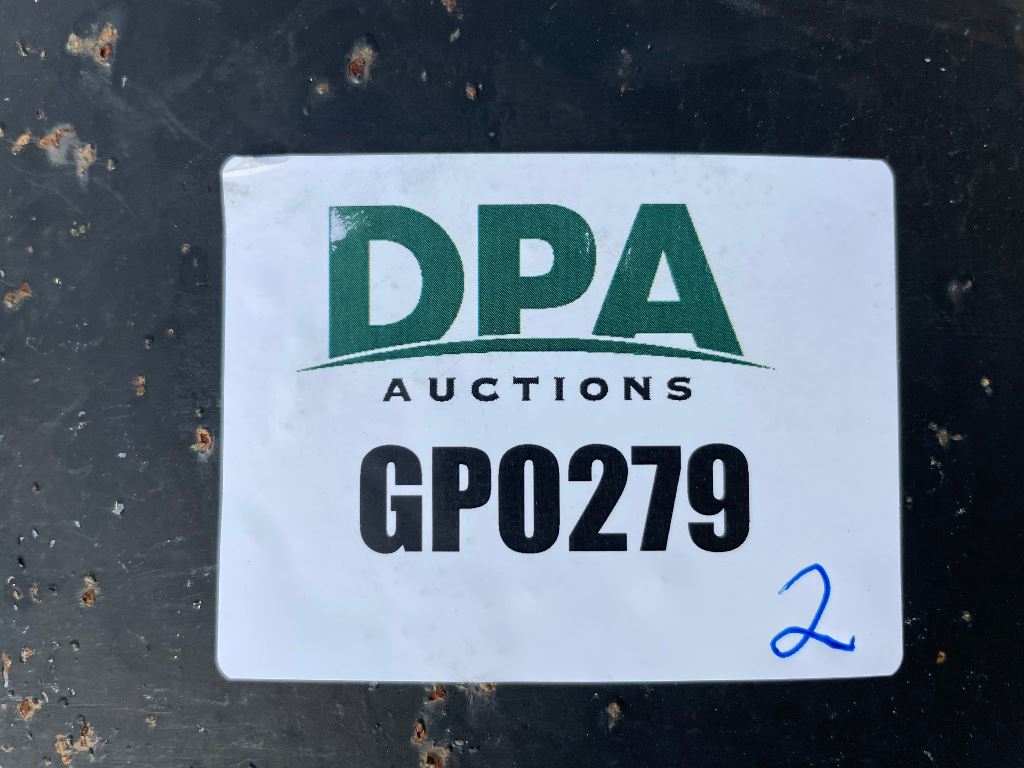 DPA
AUCTIONS
GP0279
2